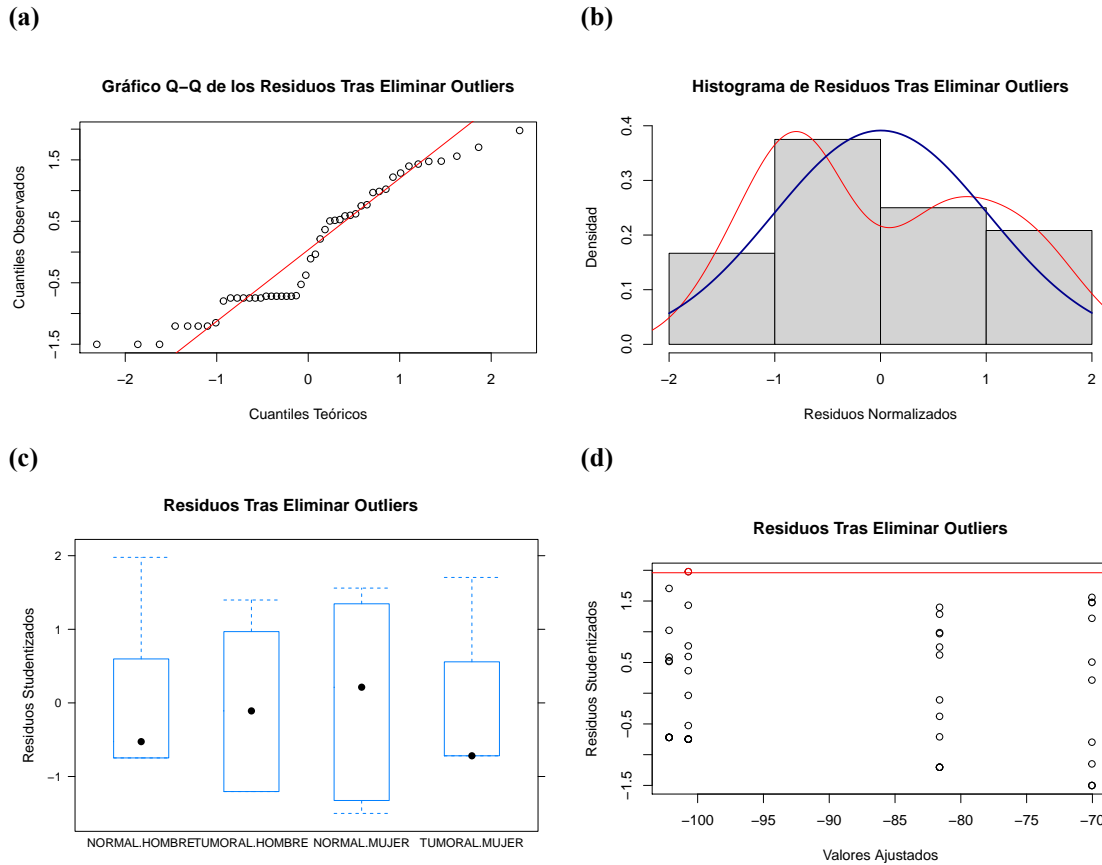 (a)
Gráfico Q−Q de los Residuos Tras Eliminar Outliers
Cuantiles Observados
1.5
0.5
−0.5
−1.5
−2
−1
0
1
2
Cuantiles Teóricos
(b)
Histograma de Residuos Tras Eliminar Outliers
Densidad
0.4
0.3
0.2
0.1
0.0
−2
−1
0
1
2
Residuos Normalizados
(c)
Residuos Tras Eliminar Outliers
Residuos Studentizados
2
1
0
−1
NORMAL.HOMBRE
TUMORAL.HOMBRE
NORMAL.MUJER
TUMORAL.MUJER
(d)
Residuos Tras Eliminar Outliers
Residuos Studentizados
1.5
0.5
−0.5
−1.5
−100
−95
−90
−85
−80
−75
−70
Valores Ajustados